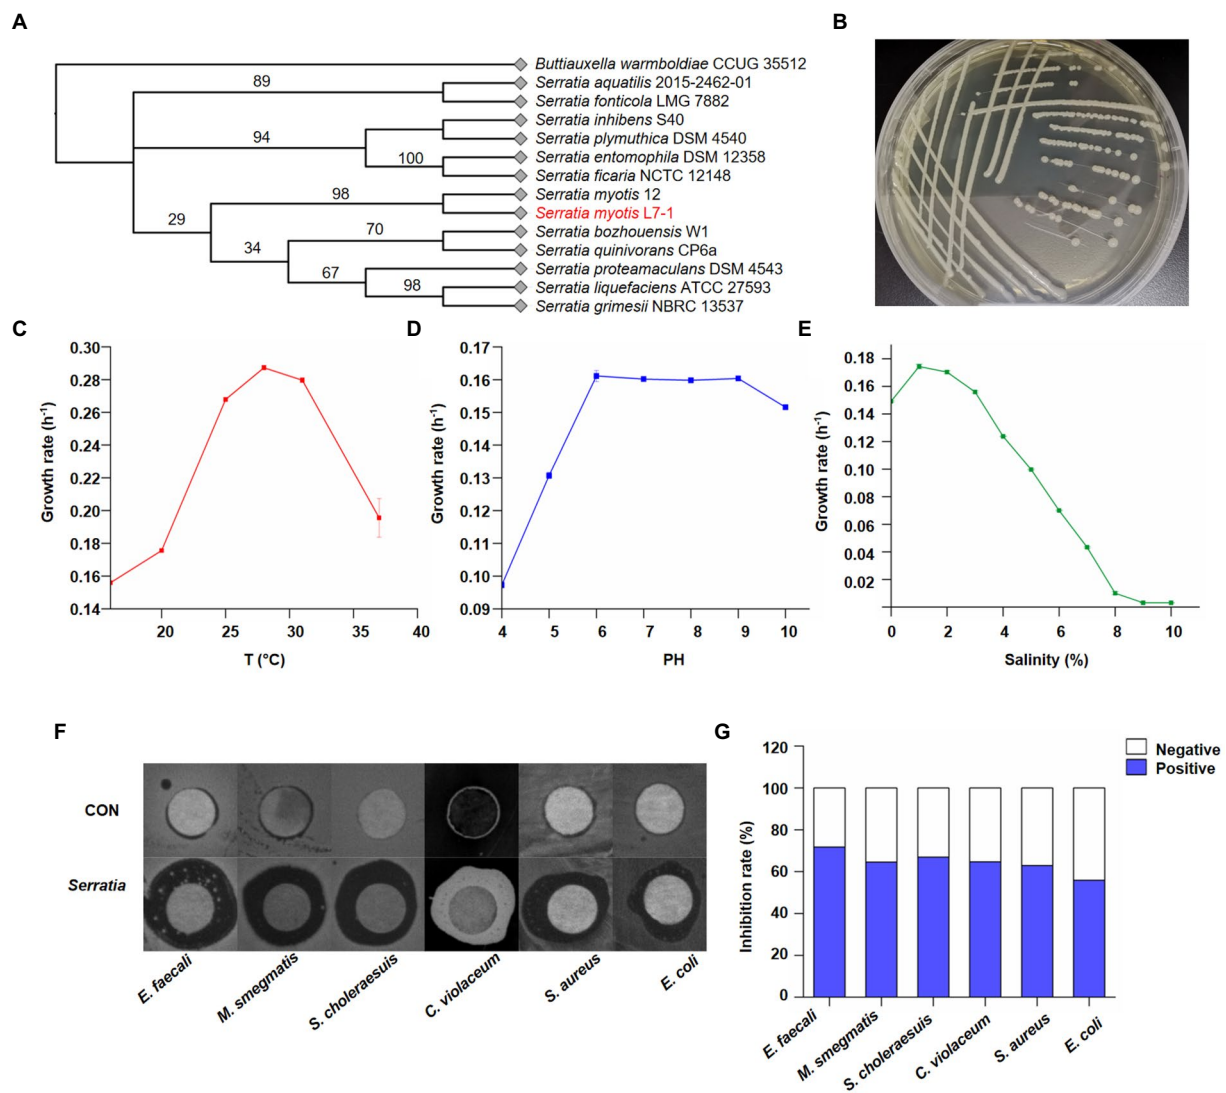 A
B
Buttiauxella warmboldiae CCUG 35512
89
Serratia aquatilis 2015-2462-01
Serratia fonticola LMG 7882
Serratia inhibens S40
94
Serratia plymuthica DSM 4540
100
Serratia entomophila DSM 12358
Serratia ficaria NCTC 12148
98
Serratia myotis 12
Serratia myotis L7-1
29
70
Serratia bozhouensis W1
34
Serratia quinivorans CP6a
67
Serratia proteamaculans DSM 4543
98
Serratia liquefaciens ATCC 27593
Serratia grimesii NBRC 13537
C
0.30
0.28
0.26
0.24
0.22
0.20
0.18
0.16
0.14
Growth rate (h-1)
20 25 30 35 40
T (°C)
D
0.17
0.16
0.15
0.14
0.13
0.12
0.11
0.10
0.09
Growth rate (h-1)
4 5 6 7 8 9 10
PH
E
0.18
0.16
0.14
0.12
0.10
0.08
0.06
0.04
0.02
Growth rate (h-1)
0 2 4 6 8 10
Salinity (%)
F
CON
Serratia
E. faecali
M. smegmatis
S. choleraesuis
C. violaceum
S. aureus
E. coli
G
120
100
80
60
40
20
0
Inhibition rate (%)
Negative
Positive
E. faecali
M. smegmatis
S. choleraesuis
C. violaceum
S. aureus
E. coli